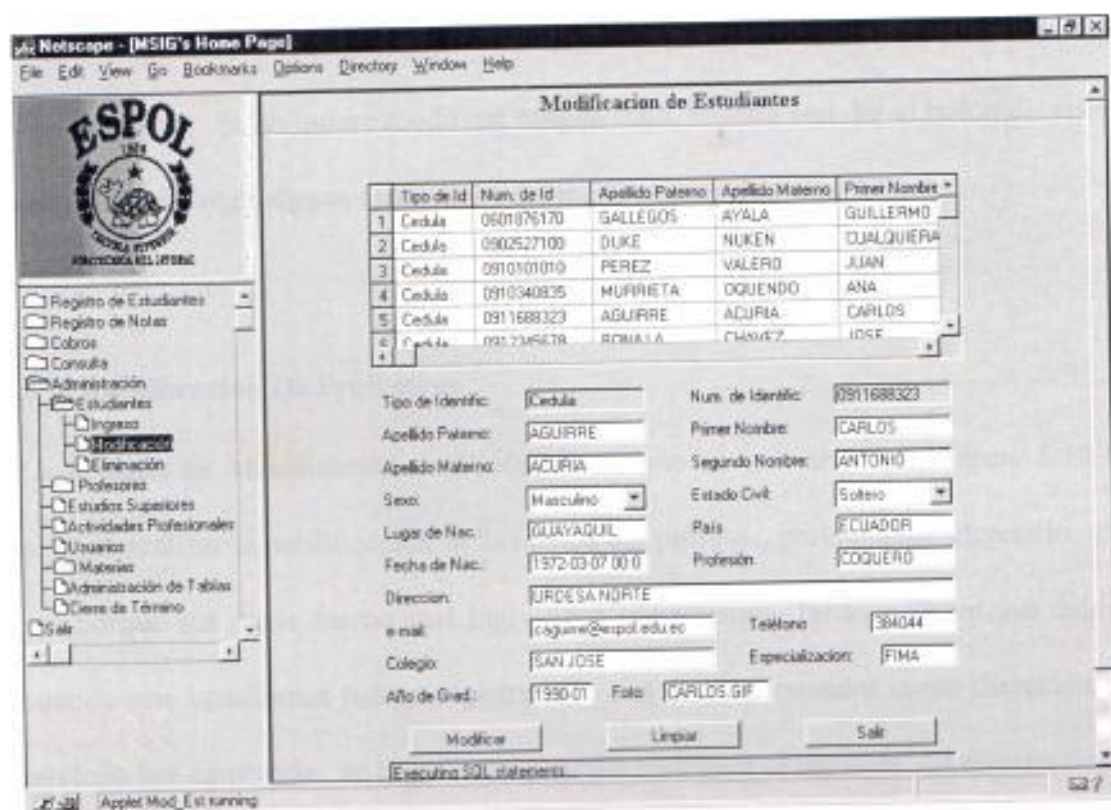 Netscape - [MSIG's Home Page]
File Edit View Go Bookmarks Options Directory Window Help
ESPOL
Modificacion de Estudiantes
Tipo de Id Num. de Id Apellido Paterno Apellido Materno Primer Nombre
1 Cedula 0601876170 GALLEGOS AYALA GUILLERMO
2 Cedula 0902527100 DUKE NUKEN CUALQUIERA
3 Cedula 0910101010 PEREZ VALERO JUAN
4 Cedula 0910340835 MURRIETA OQUENDO ANA
5 Cedula 0911688323 AGUIRRE ACURIA CARLOS
6 Cedula 0912345678 CHAVEZ JOSE
Registro de Estudiantes
Registro de Notas
Cobros
Consulta
Administración
Estudiantes
Ingreso
Modificación
Eliminación
Profesores
Estudios Superiores
Actividades Profesionales
Usuarios
Materias
Administración de Tablas
Cierre de Término
Salir
Tipo de Identific: Cedula Num. de Identific: 0911688323
Apellido Paterno: AGUIRRE Primer Nombre: CARLOS
Apellido Materno: ACURIA Segundo Nombre: ANTONIO
Sexo: Masculino Estado Civil: Soltero
Lugar de Nac: GUAYAQUIL País ECUADOR
Fecha de Nac.: 1972-03-07 00:0 Profesión: COQUERO
Direccion: URDESA NORTE
e-mail: caguirre@espol.edu.ec Teléfono 384044
Colegio: SAN JOSE Especializacion: FIMA
Año de Grad.: 1990-01 Foto: CARLOS.GIF
Modificar Limpiar Salir
Executing SQL statement...
Applet Mod_Est running